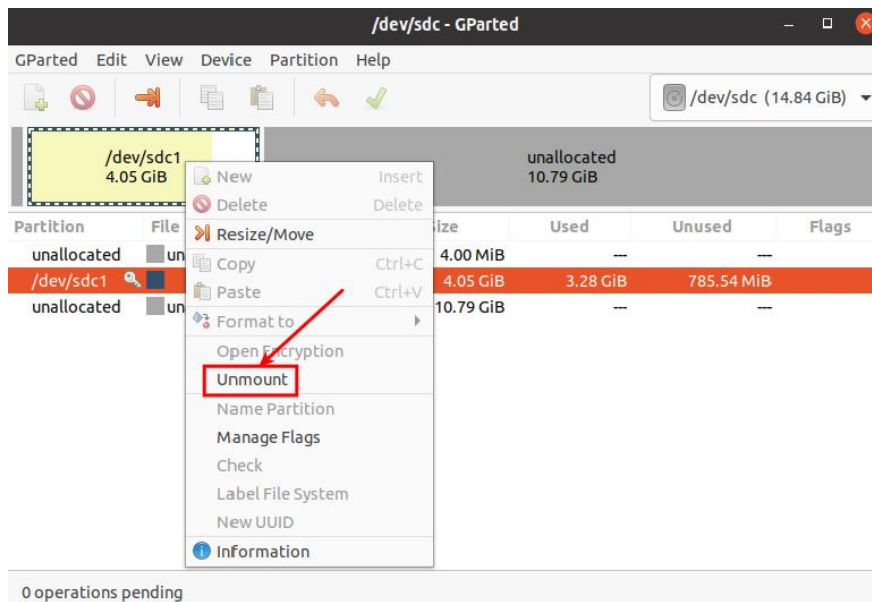 /dev/sdc - GParted
GParted Edit View Device Partition Help
/dev/sdc (14.84 GiB)
/dev/sdc1
4.05 GiB
unallocated
10.79 GiB
Partition File Size Used Unused Flags
unallocated un 4.00 MiB --- ---
/dev/sdc1 4.05 GiB 3.28 GiB 785.54 MiB
unallocated un 10.79 GiB --- ---
New Insert
Delete Delete
Resize/Move
Copy Ctrl+C
Paste Ctrl+V
Format to
Open Encryption
Unmount
Name Partition
Manage Flags
Check
Label File System
New UUID
Information
0 operations pending